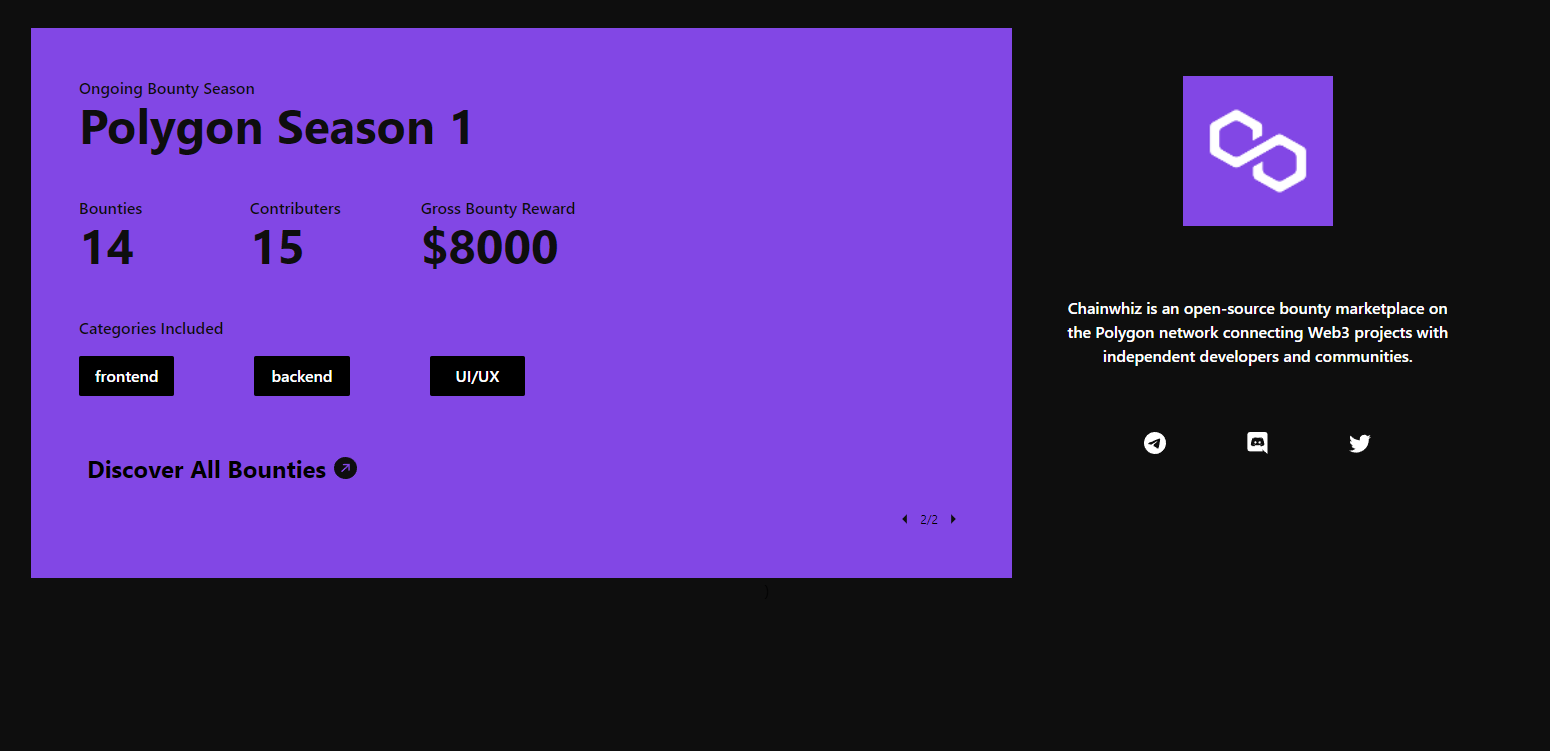 Ongoing Bounty Season
Polygon Season 1
Bounties
Contributers
Gross Bounty Reward
14
15
$8000
Categories Included
frontend
backend
UI/UX
Discover All Bounties
2/2
Chainwhiz is an open-source bounty marketplace on
the Polygon network connecting Web3 projects with
independent developers and communities.
)